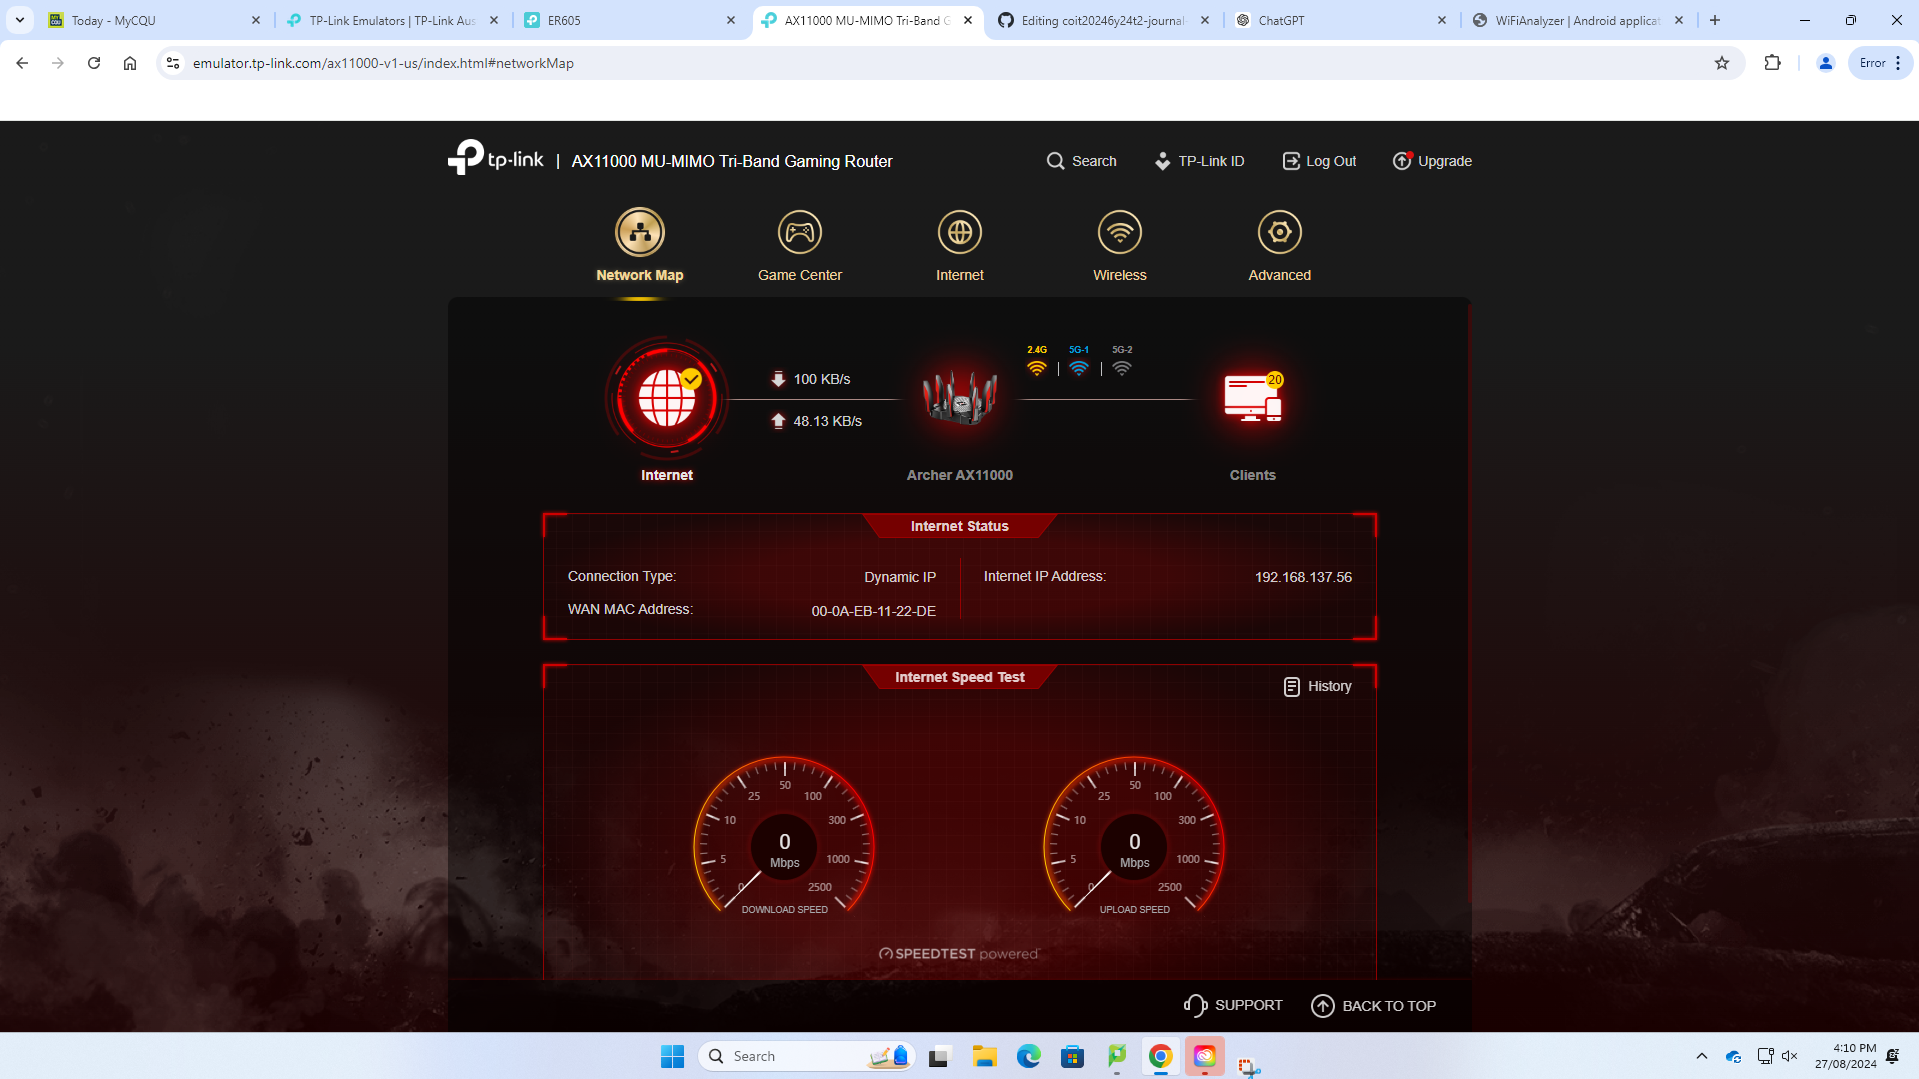 Today - MyCQU
TP-Link Emulators | TP-Link Aus
ER605
AX11000 MU-MIMO Tri-Band G
Editing coit20246y24t2-journal
ChatGPT
WiFiAnalyzer | Android applicat
emulator.tp-link.com/ax11000-v1-us/index.html#networkMap
Error
tp-link | AX11000 MU-MIMO Tri-Band Gaming Router
Search
TP-Link ID
Log Out
Upgrade
Network Map
Game Center
Internet
Wireless
Advanced
2.4G
5G-1
5G-2
100 KB/s
48.13 KB/s
20
Internet
Archer AX11000
Clients
Internet Status
Connection Type: Dynamic IP
Internet IP Address: 192.168.137.56
WAN MAC Address: 00-0A-EB-11-22-DE
Internet Speed Test
History
0
5
10
25
50
100
300
1000
2500
0
Mbps
DOWNLOAD SPEED
0
5
10
25
50
100
300
1000
2500
0
Mbps
UPLOAD SPEED
SPEEDTEST powered
SUPPORT
BACK TO TOP
Search
4:10 PM
27/08/2024